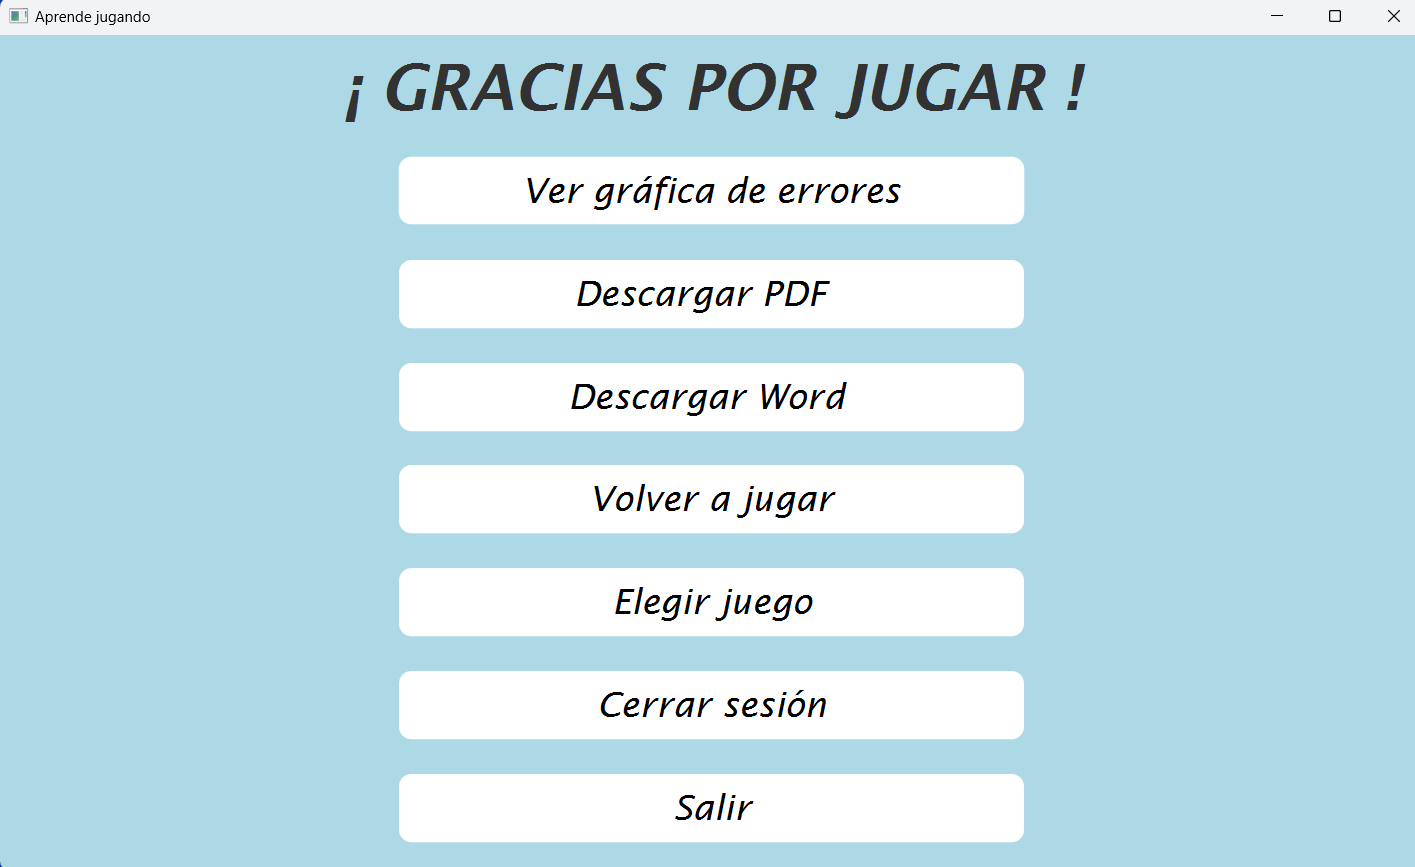 Aprende jugando
¡ GRACIAS POR JUGAR !
Ver gráfica de errores
Descargar PDF
Descargar Word
Volver a jugar
Elegir juego
Cerrar sesión
Salir